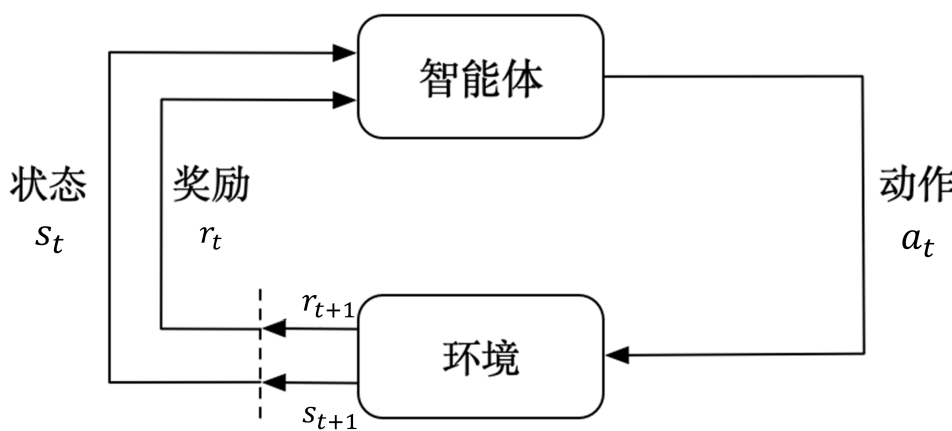 智能体
状态
s_t
奖励
r_t
动作
a_t
r_{t+1}
环境
s_{t+1}